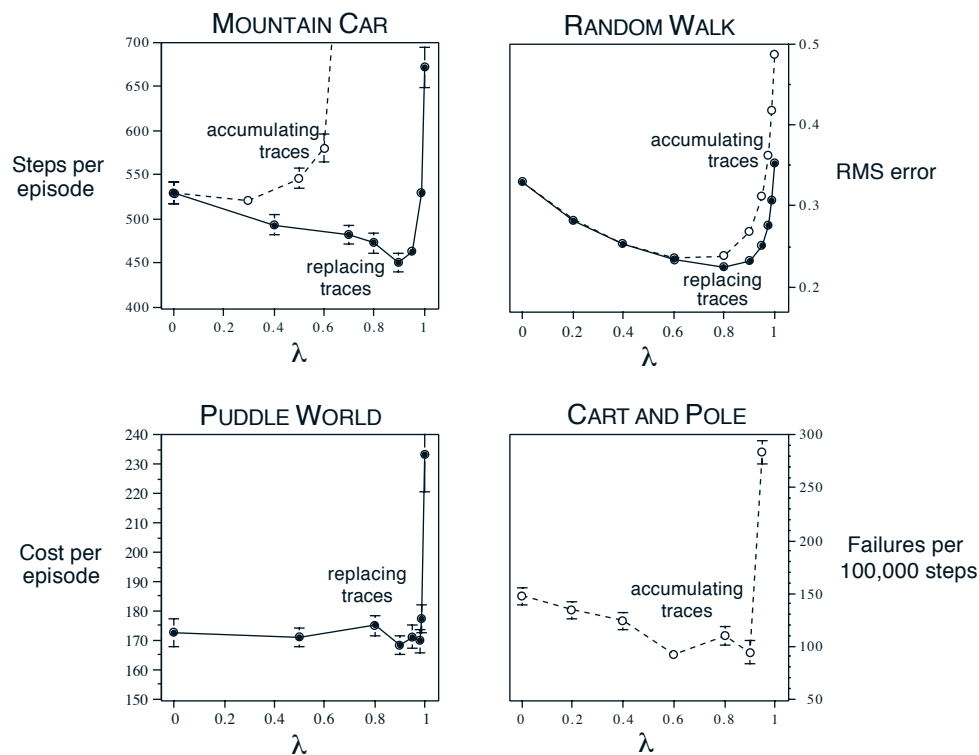 MOUNTAIN CAR
700
650
600
550
500
450
400
Steps per
episode
accumulating
traces
replacing
traces
0 0.2 0.4 0.6 0.8 1
λ
RANDOM WALK
0.5
0.4
0.3
0.2
RMS error
accumulating
traces
replacing
traces
0 0.2 0.4 0.6 0.8 1
λ
PUDDLE WORLD
240
230
220
210
200
190
180
170
160
150
Cost per
episode
replacing
traces
0 0.2 0.4 0.6 0.8 1
λ
CART AND POLE
300
250
200
150
100
50
Failures per
100,000 steps
accumulating
traces
0 0.2 0.4 0.6 0.8 1
λ